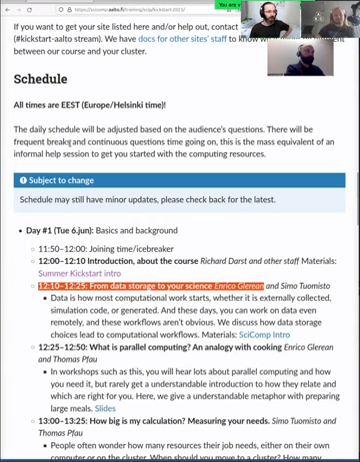 https://scicomp.aalto.fi/training/scip/kickstart-2023/
If you want to get your site listed here and/or help out, contact
(#kickstart-aalto stream). We have docs for other sites' staff to know
between our course and your cluster.
Schedule
All times are EEST (Europe/Helsinki time)!
The daily schedule will be adjusted based on the audience's questions. There will be
frequent breaks and continuous questions time going on, this is the mass equivalent of an
informal help session to get you started with the computing resources.
Subject to change
Schedule may still have minor updates, please check back for the latest.
Day #1 (Tue 6.jun): Basics and background
11:50–12:00: Joining time/icebreaker
12:00–12:10 Introduction, about the course Richard Darst and other staff Materials:
Summer Kickstart intro
12:10–12:25: From data storage to your science Enrico Glerean and Simo Tuomisto
Data is how most computational work starts, whether it is externally collected,
simulation code, or generated. And these days, you can work on data even
remotely, and these workflows aren't obvious. We discuss how data storage
choices lead to computational workflows. Materials: SciComp Intro
12:25–12:50: What is parallel computing? An analogy with cooking Enrico Glerean
and Thomas Pfau
In workshops such as this, you will hear lots about parallel computing and how
you need it, but rarely get a understandable introduction to how they relate and
which are right for you. Here, we give a understandable metaphor with preparing
large meals. Slides
13:00–13:25: How big is my calculation? Measuring your needs. Simo Tuomisto and
Thomas Pfau
People often wonder how many resources their job needs, either on their own